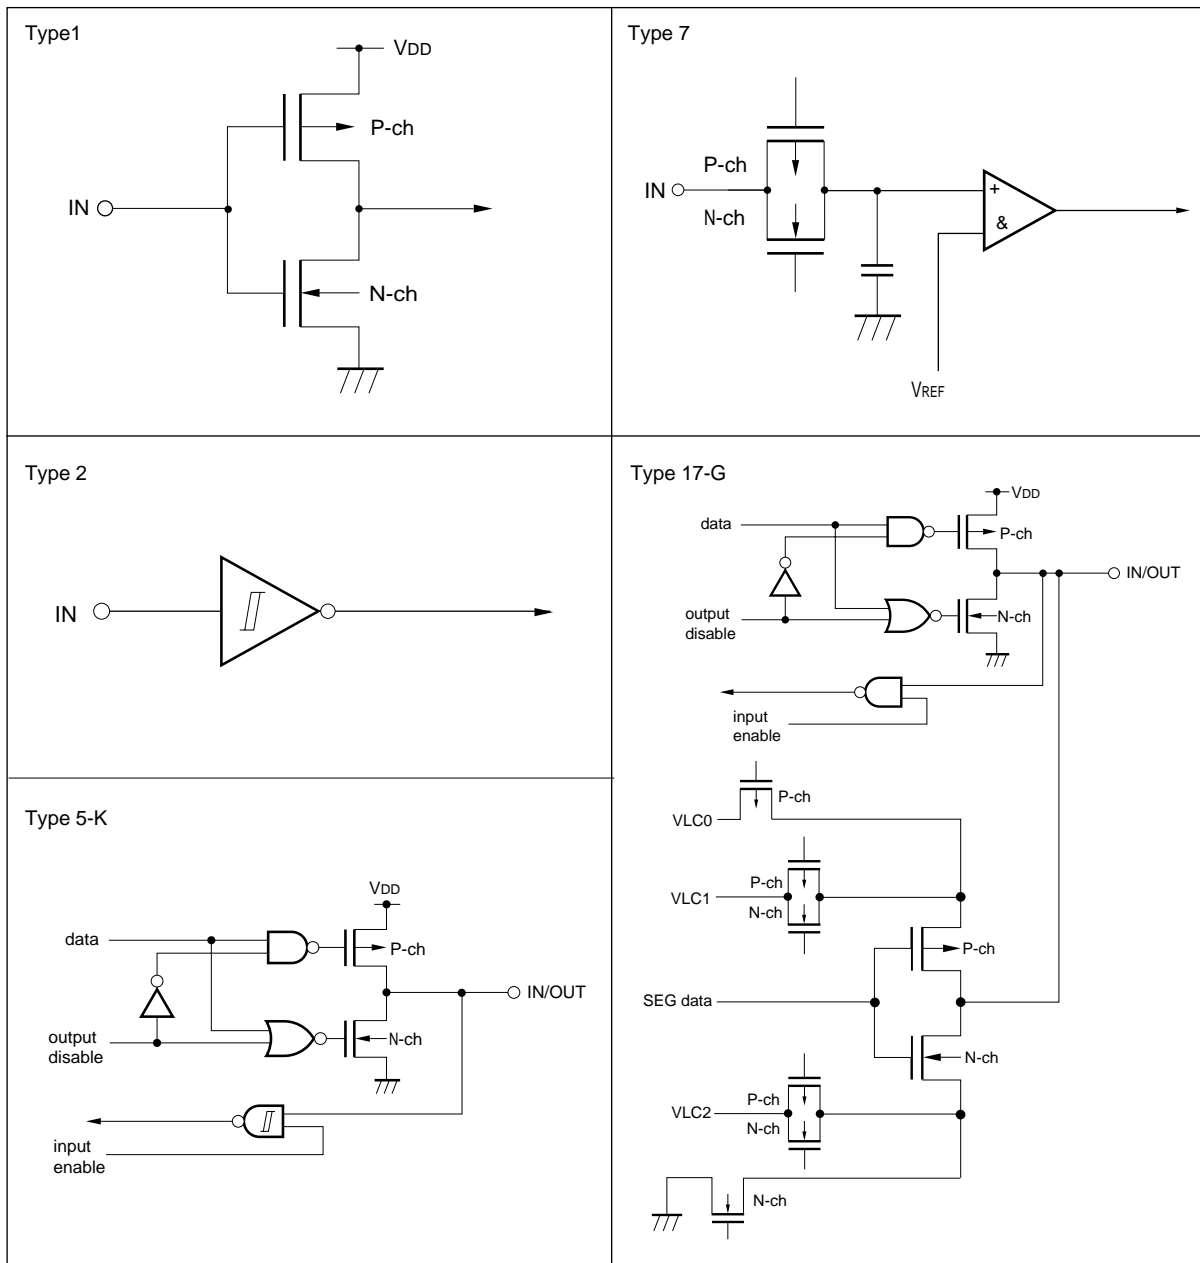 Type1
VDD
P-ch
IN
N-ch
Type 7
P-ch
IN
N-ch
+
&
VREF
Type 2
IN
Type 5-K
VDD
data
P-ch
IN/OUT
output
disable
N-ch
input
enable
Type 17-G
VDD
data
P-ch
IN/OUT
output
disable
N-ch
input
enable
P-ch
VLC0
P-ch
VLC1
N-ch
P-ch
SEG data
N-ch
P-ch
VLC2
N-ch
N-ch